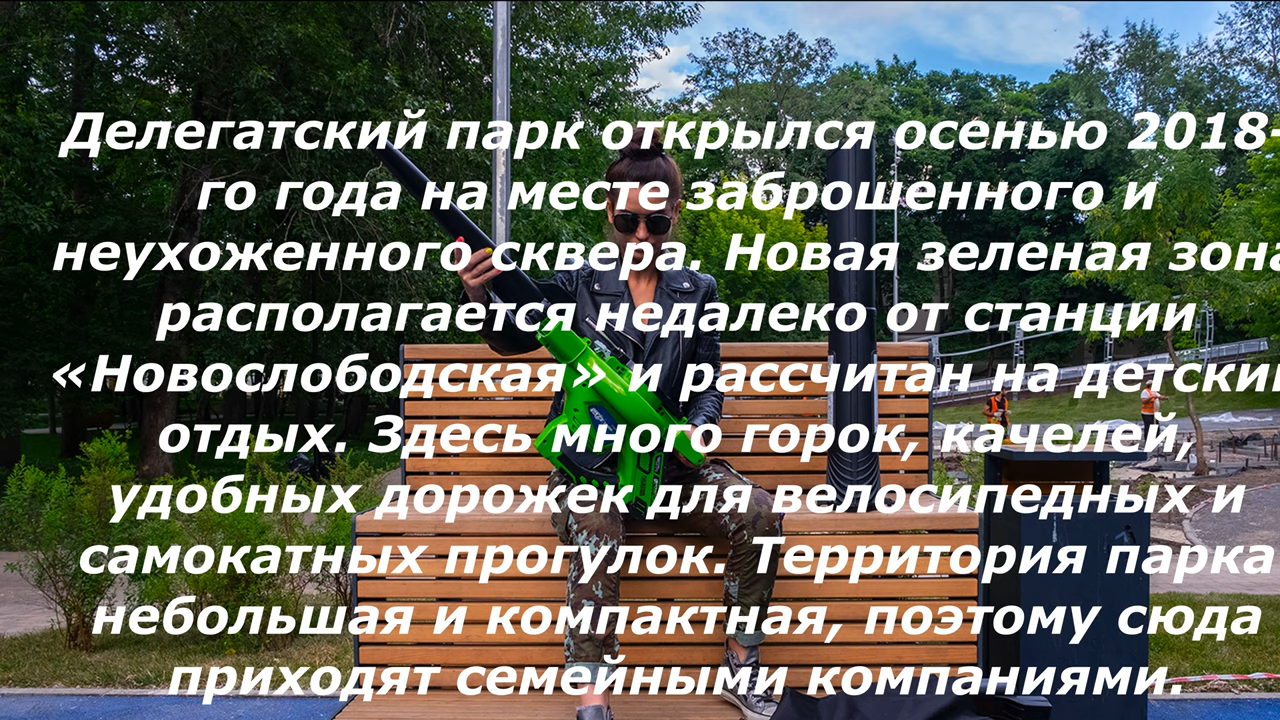 Делегатский парк открылся осенью 2018-
го года на месте заброшенного и
неухоженного сквера. Новая зеленая зона
располагается недалеко от станции
«Новослободская» и рассчитан на детский
отдых. Здесь много горок, качелей,
удобных дорожек для велосипедных и
самокатных прогулок. Территория парка
небольшая и компактная, поэтому сюда
приходят семейными компаниями.